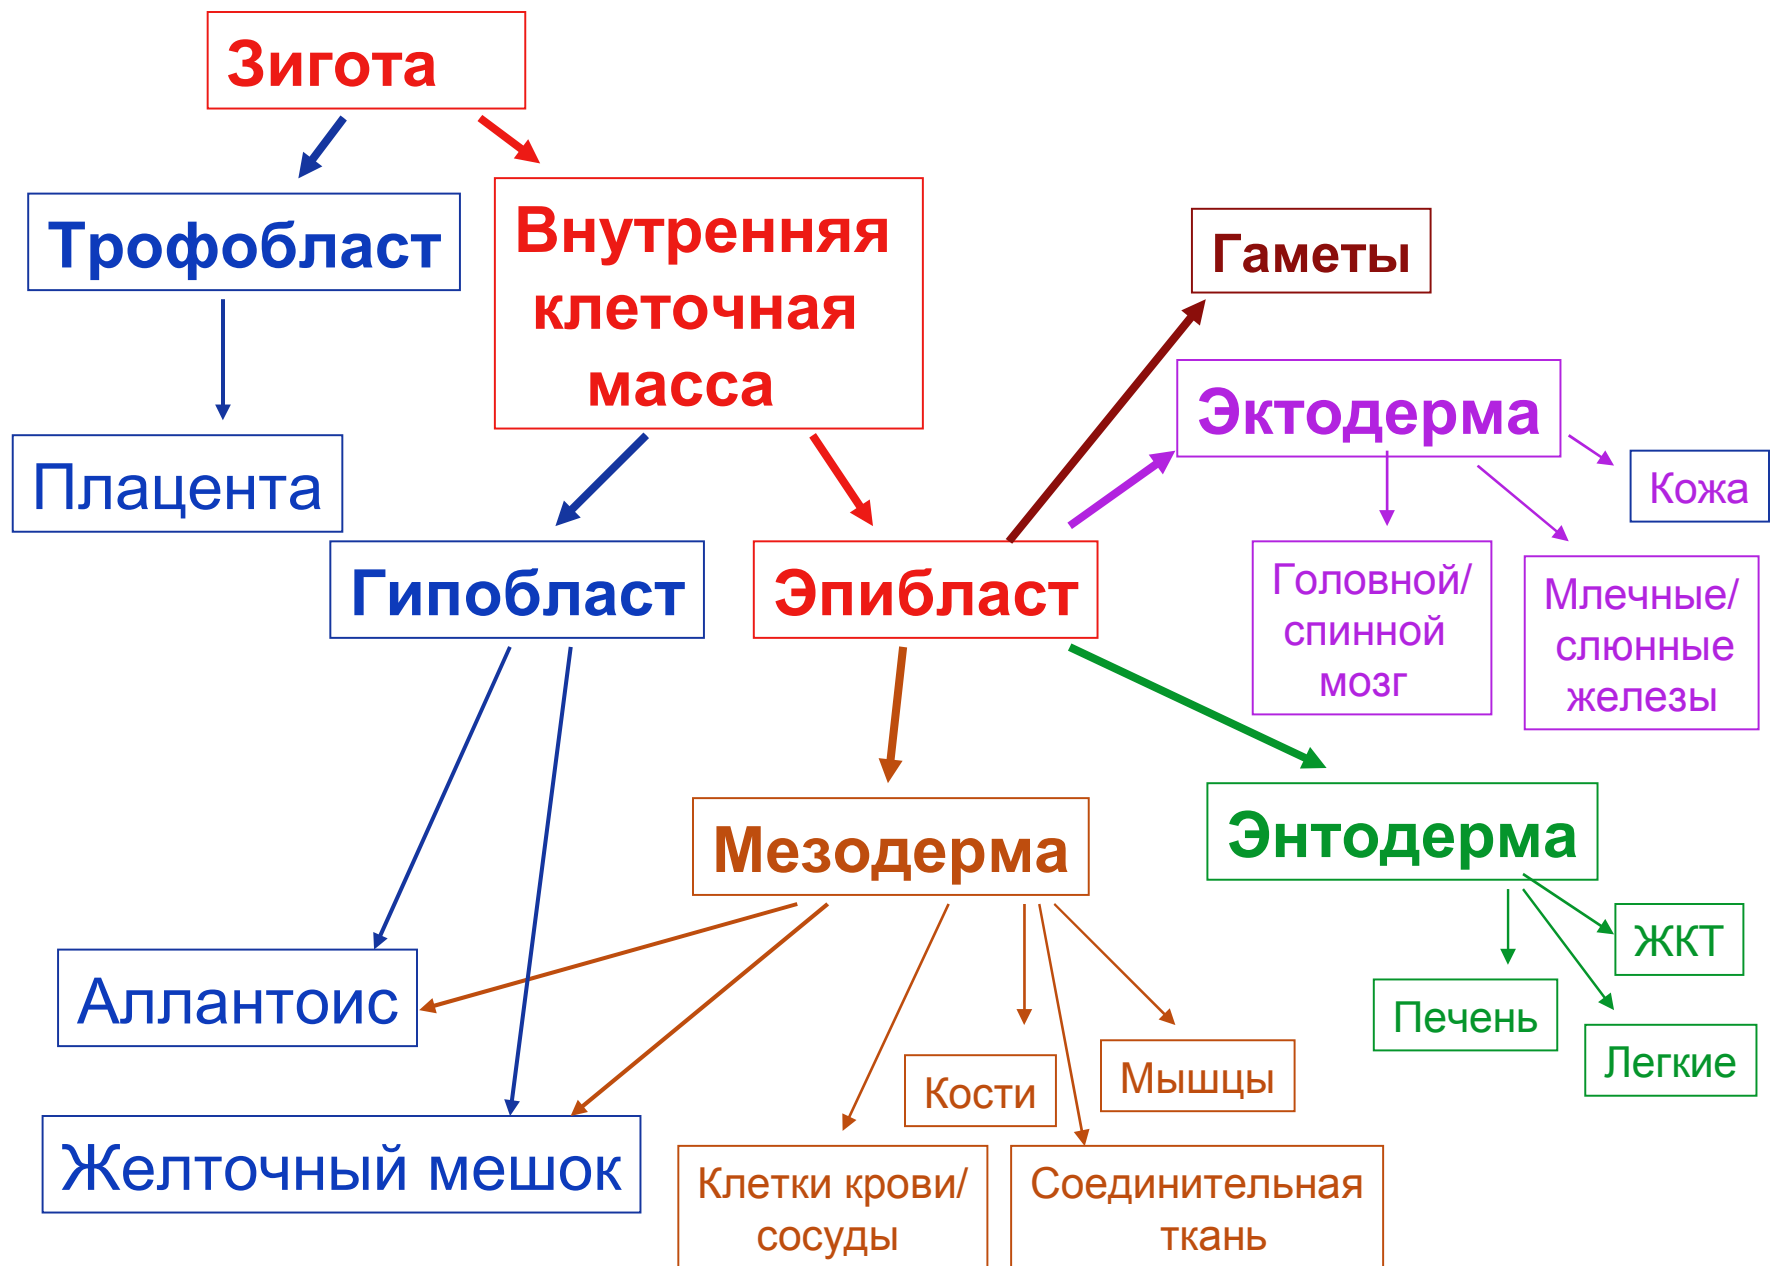 Зигота
Трофобласт
Внутренняя
клеточная
масса
Гаметы
Эктодерма
Плацента
Кожа
Гипобласт
Эпибласт
Головной/
спинной
мозг
Млечные/
слюнные
железы
Мезодерма
Энтодерма
ЖКТ
Аллантоис
Печень
Легкие
Кости
Мышцы
Желточный мешок
Клетки крови/
сосуды
Соединительная
ткань